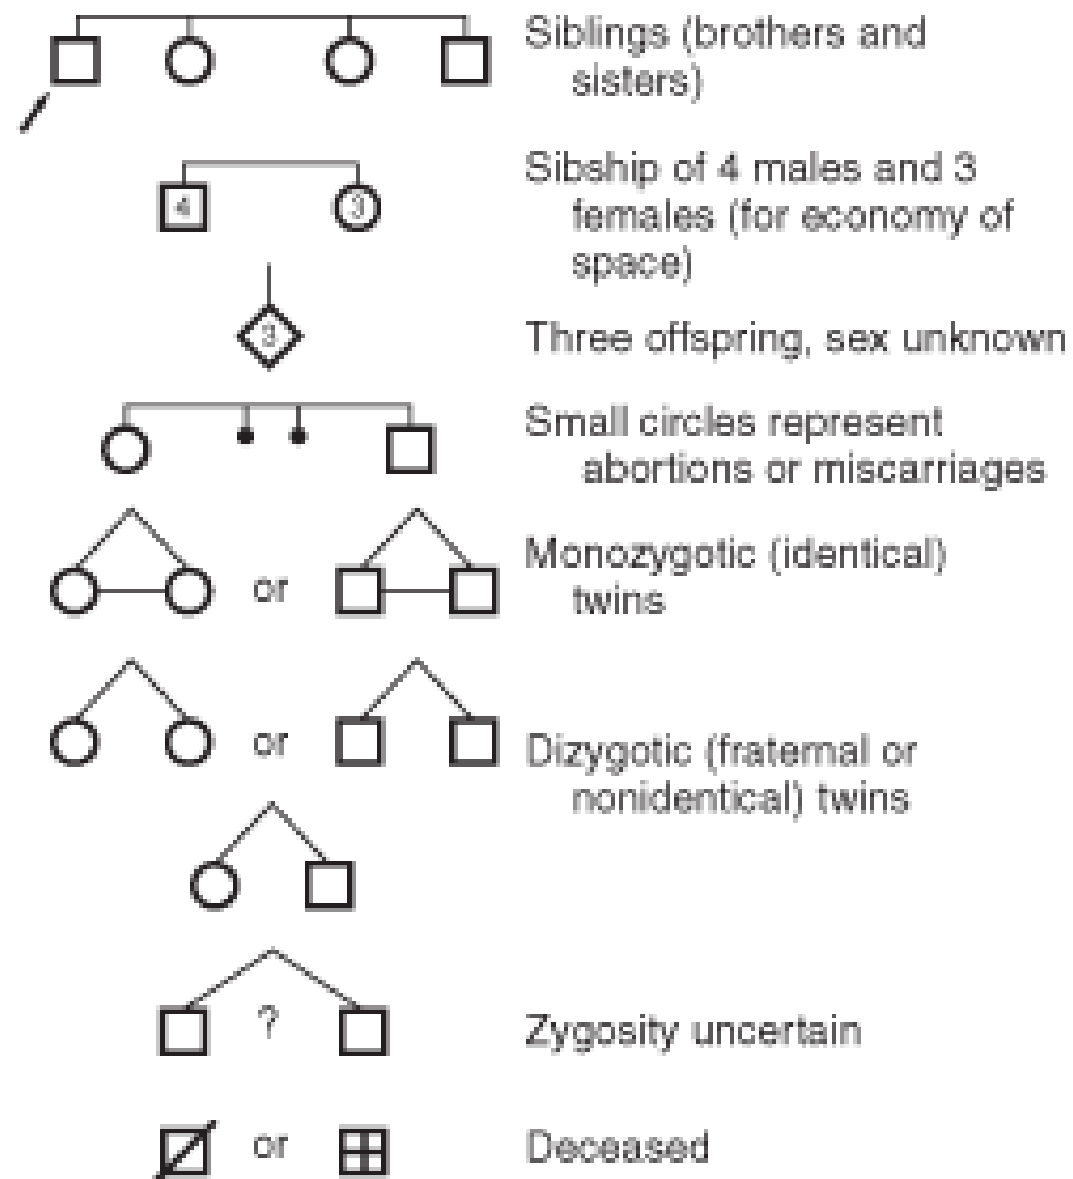 Siblings (brothers and
sisters)
Sibship of 4 males and 3
females (for economy of
space)
4
3
3
Three offspring, sex unknown
Small circles represent
abortions or miscarriages
or
Monozygotic (identical)
twins
or
Dizygotic (fraternal or
nonidentical) twins
?
Zygosity uncertain
or
Deceased